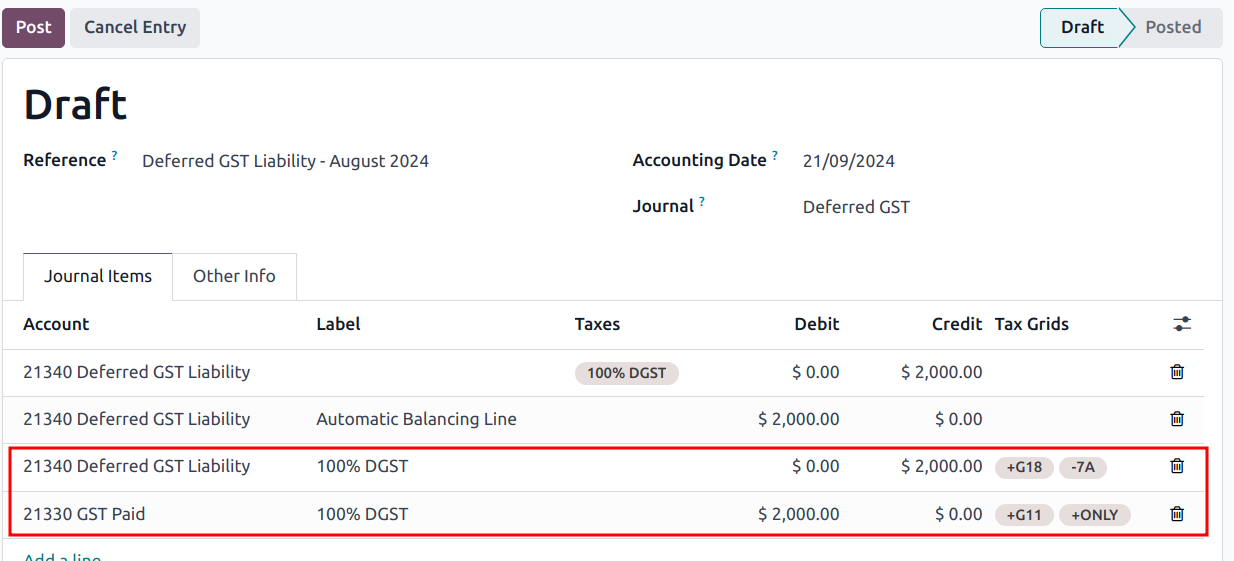 Post Cancel Entry Draft Posted
Draft
Reference ? Deferred GST Liability - August 2024 Accounting Date ? 21/09/2024
Journal ? Deferred GST
Journal Items Other Info
Account Label Taxes Debit Credit Tax Grids
21340 Deferred GST Liability 100% DGST $ 0.00 $ 2,000.00
21340 Deferred GST Liability Automatic Balancing Line $ 2,000.00 $ 0.00
21340 Deferred GST Liability 100% DGST $ 0.00 $ 2,000.00 +G18 -7A
21330 GST Paid 100% DGST $ 2,000.00 $ 0.00 +G11 +ONLY
Add a line